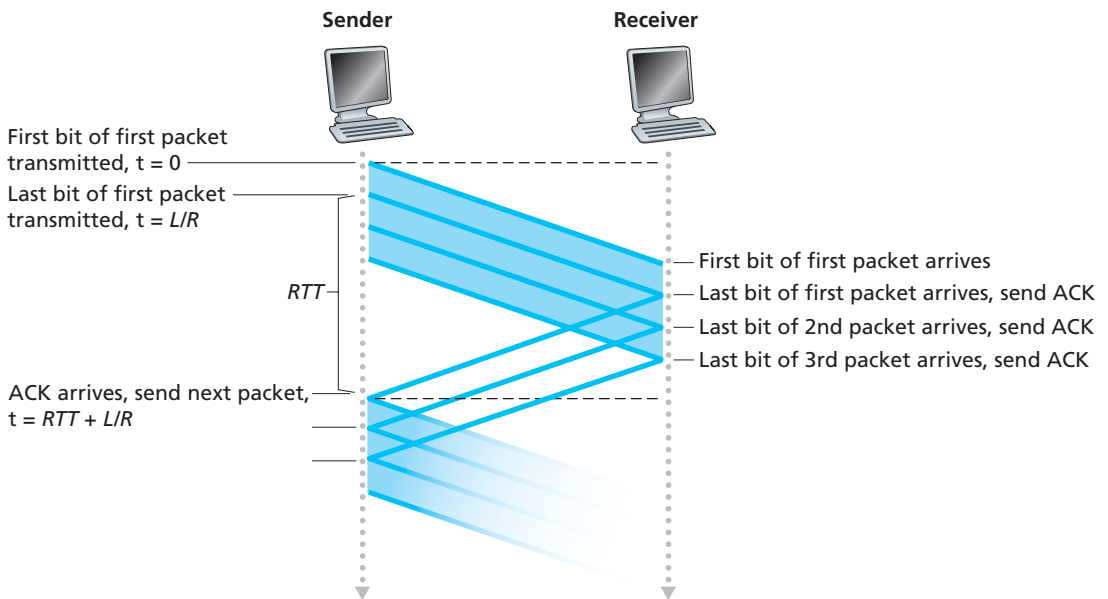 Sender
Receiver
First bit of first packet
transmitted, t = 0
Last bit of first packet
transmitted, t = L/R
RTT
First bit of first packet arrives
Last bit of first packet arrives, send ACK
Last bit of 2nd packet arrives, send ACK
Last bit of 3rd packet arrives, send ACK
ACK arrives, send next packet,
t = RTT + L/R